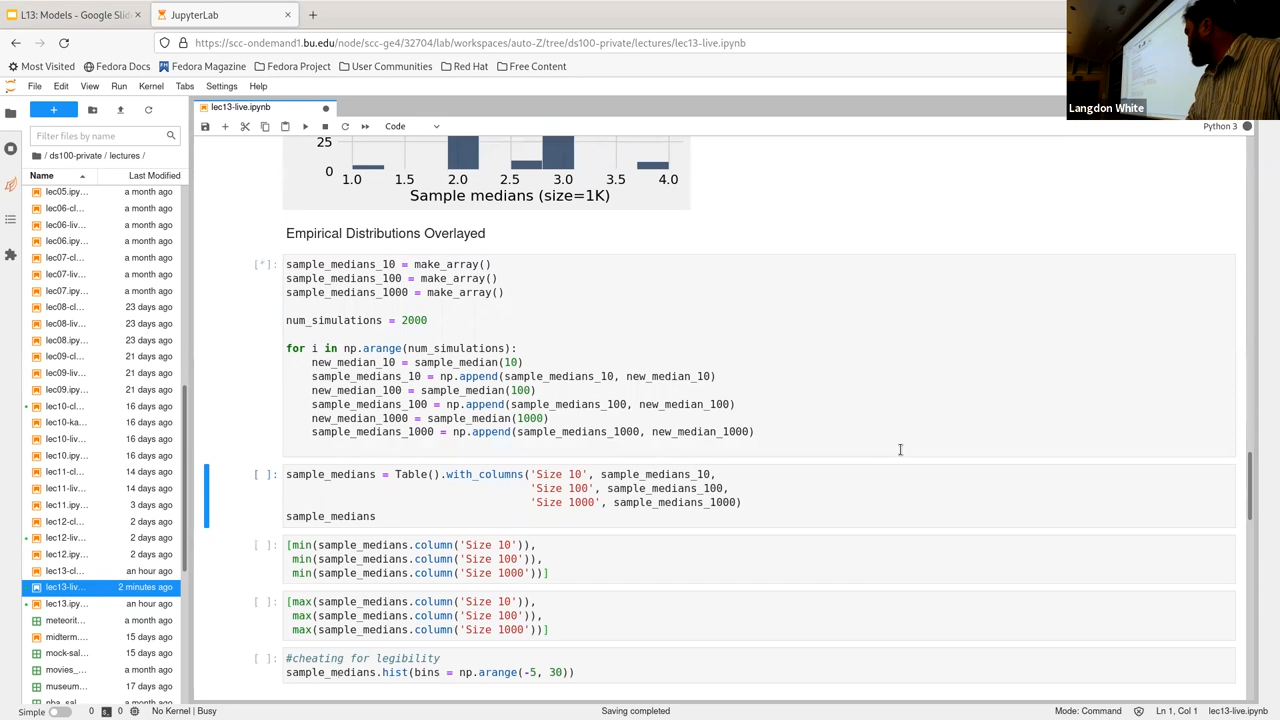 L13: Models - Google Slid
JupyterLab
https://scc-ondemand1.bu.edu/node/scc-ge4/32704/lab/workspaces/auto-Z/tree/ds100-private/lectures/lec13-live.ipynb
Most Visited
Fedora Docs
Fedora Magazine
Fedora Project
User Communities
Red Hat
Free Content
Langdon White
File Edit View Run Kernel Tabs Settings Help
lec13-live.ipynb
Filter files by name
Code
Python 3
/ ds100-private / lectures /
Name Last Modified
lec05.ipy... a month ago
lec06-cl... a month ago
lec06-liv... a month ago
lec06.ipy... a month ago
lec07-cl... a month ago
lec07-liv... a month ago
lec07.ipy... a month ago
lec08-cl... 23 days ago
lec08-liv... 23 days ago
lec08.ipy... 23 days ago
lec09-cl... 21 days ago
lec09-liv... 21 days ago
lec09.ipy... 21 days ago
lec10-cl... 16 days ago
lec10-ka... 16 days ago
lec10-liv... 16 days ago
lec10.ipy... 16 days ago
lec11-cl... 14 days ago
lec11-liv... 14 days ago
lec11.ipy... 3 days ago
lec12-cl... 2 days ago
lec12-liv... 2 days ago
lec12.ipy... 2 days ago
lec13-cl... an hour ago
lec13-liv... 2 minutes ago
lec13.ipy... an hour ago
meteorit... a month ago
midterm.... 15 days ago
mock-sal... 15 days ago
movies_... a month ago
museum... 17 days ago
nba_sal... a month ago
25
0
1.0 1.5 2.0 2.5 3.0 3.5 4.0
Sample medians (size=1K)
Empirical Distributions Overlayed
[*]: sample_medians_10 = make_array()
sample_medians_100 = make_array()
sample_medians_1000 = make_array()
num_simulations = 2000
for i in np.arange(num_simulations):
    new_median_10 = sample_median(10)
    sample_medians_10 = np.append(sample_medians_10, new_median_10)
    new_median_100 = sample_median(100)
    sample_medians_100 = np.append(sample_medians_100, new_median_100)
    new_median_1000 = sample_median(1000)
    sample_medians_1000 = np.append(sample_medians_1000, new_median_1000)
[ ]: sample_medians = Table().with_columns('Size 10', sample_medians_10,
'Size 100', sample_medians_100,
'Size 1000', sample_medians_1000)
sample_medians
[ ]: [min(sample_medians.column('Size 10')),
min(sample_medians.column('Size 100')),
min(sample_medians.column('Size 1000'))]
[ ]: [max(sample_medians.column('Size 10')),
max(sample_medians.column('Size 100')),
max(sample_medians.column('Size 1000'))]
[ ]: #cheating for legibility
sample_medians.hist(bins = np.arange(-5, 30))
Simple 0 1 No Kernel | Busy
Saving completed
Mode: Command Ln 1, Col 1 lec13-live.ipynb